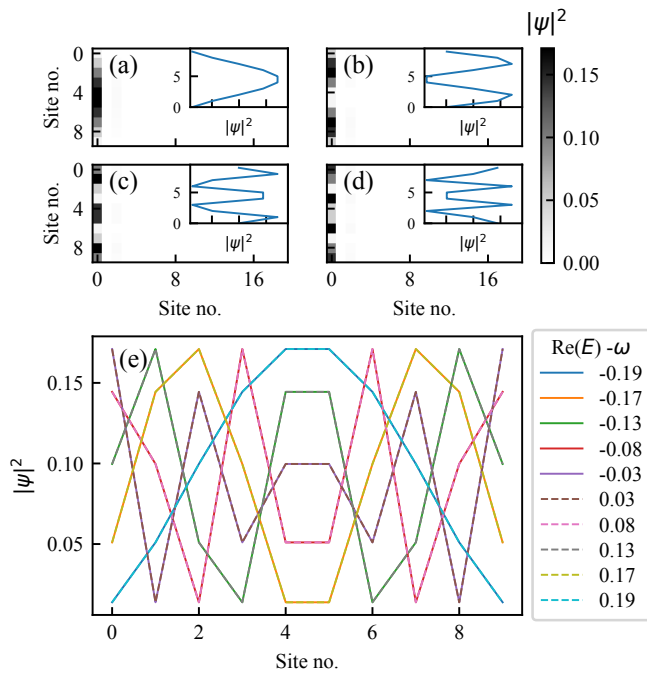 |ψ|²
(a)
(b)
Site no.
0
4
8
5
0
|ψ|²
5
0
|ψ|²
0.15
0.10
0.05
0.00
(c)
(d)
Site no.
0
4
8
5
0
|ψ|²
5
0
|ψ|²
0 8 16
0 8 16
Site no.
Site no.
(e)
|ψ|²
0.15
0.10
0.05
0 2 4 6 8
Site no.
Re(E) -ω
-0.19
-0.17
-0.13
-0.08
-0.03
0.03
0.08
0.13
0.17
0.19